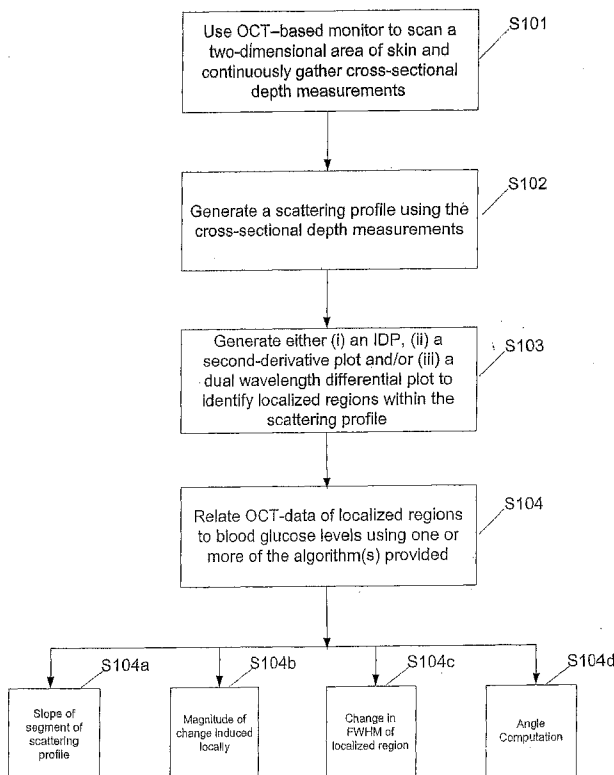 Use OCT–based monitor to scan a
two-dimensional area of skin and
continuously gather cross-sectional
depth measurements
S101
Generate a scattering profile using the
cross-sectional depth measurements
S102
Generate either (i) an IDP, (ii) a
second-derivative plot and/or (iii) a
dual wavelength differential plot to
identify localized regions within the
scattering profile
S103
Relate OCT-data of localized regions
to blood glucose levels using one or
more of the algorithm(s) provided
S104
S104a
Slope of
segment of
scattering
profile
S104b
Magnitude of
change induced
locally
S104c
Change in
FWHM of
localized region
S104d
Angle
Computation